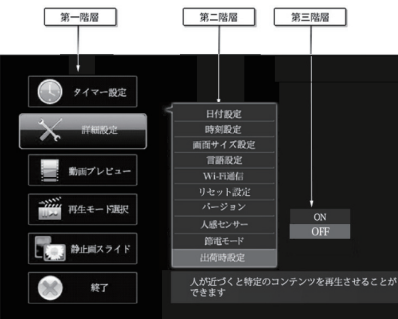 第一階層
第二階層
第三階層
タイマー設定
詳細設定
動画プレビュー
再生モード選択
静止画スライド
終了
日付設定
時刻設定
画面サイズ設定
言語設定
Wi-Fi通信
リセット設定
バージョン
人感センサー
節電モード
出荷時設定
ON
OFF
人が近づくと特定のコンテンツを再生させることが
できます